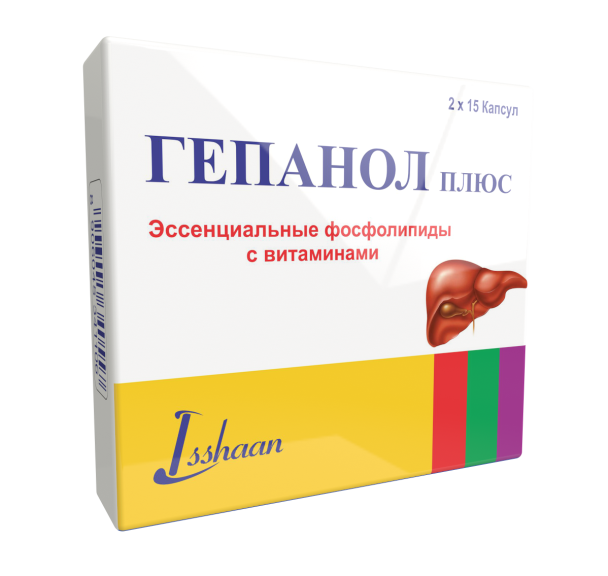 2 x 15 Капсул
ГЕПАНОЛ ПЛЮС
Эссенциальные фосфолипиды
с витаминами
Isshaan